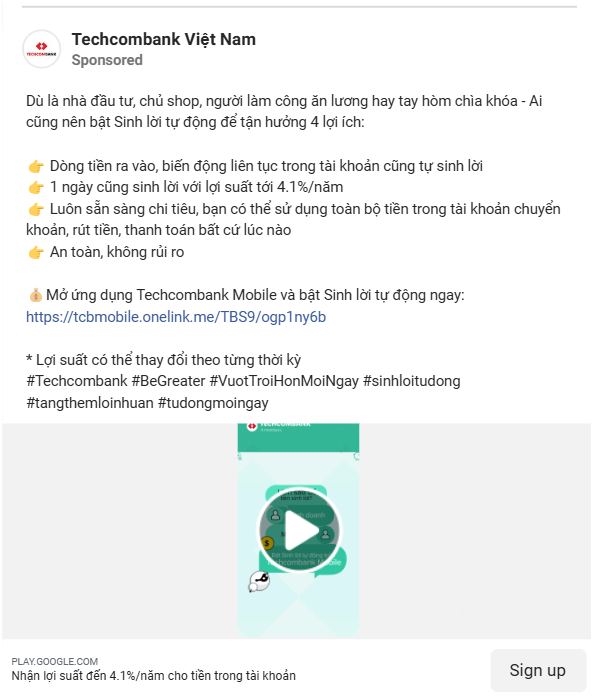 TECHCOMBANK
Techcombank Việt Nam
Sponsored
Dù là nhà đầu tư, chủ shop, người làm công ăn lương hay tay hòm chìa khóa - Ai
cũng nên bật Sinh lời tự động để tận hưởng 4 lợi ích:
👉 Dòng tiền ra vào, biến động liên tục trong tài khoản cũng tự sinh lời
👉 1 ngày cũng sinh lời với lợi suất tới 4.1%/năm
👉 Luôn sẵn sàng chi tiêu, bạn có thể sử dụng toàn bộ tiền trong tài khoản chuyển
khoản, rút tiền, thanh toán bất cứ lúc nào
👉 An toàn, không rủi ro
💰Mở ứng dụng Techcombank Mobile và bật Sinh lời tự động ngay:
https://tcbmobile.onelink.me/TBS9/ogp1ny6b
* Lợi suất có thể thay đổi theo từng thời kỳ
#Techcombank #BeGreater #VuotTroiHonMoiNgay #sinhloitudong
#tangthemloinhuan #tudongmoingay
TECHCOMBANK
doanh
Techcombank Mobile
PLAY.GOOGLE.COM
Nhận lợi suất đến 4.1%/năm cho tiền trong tài khoản
Sign up